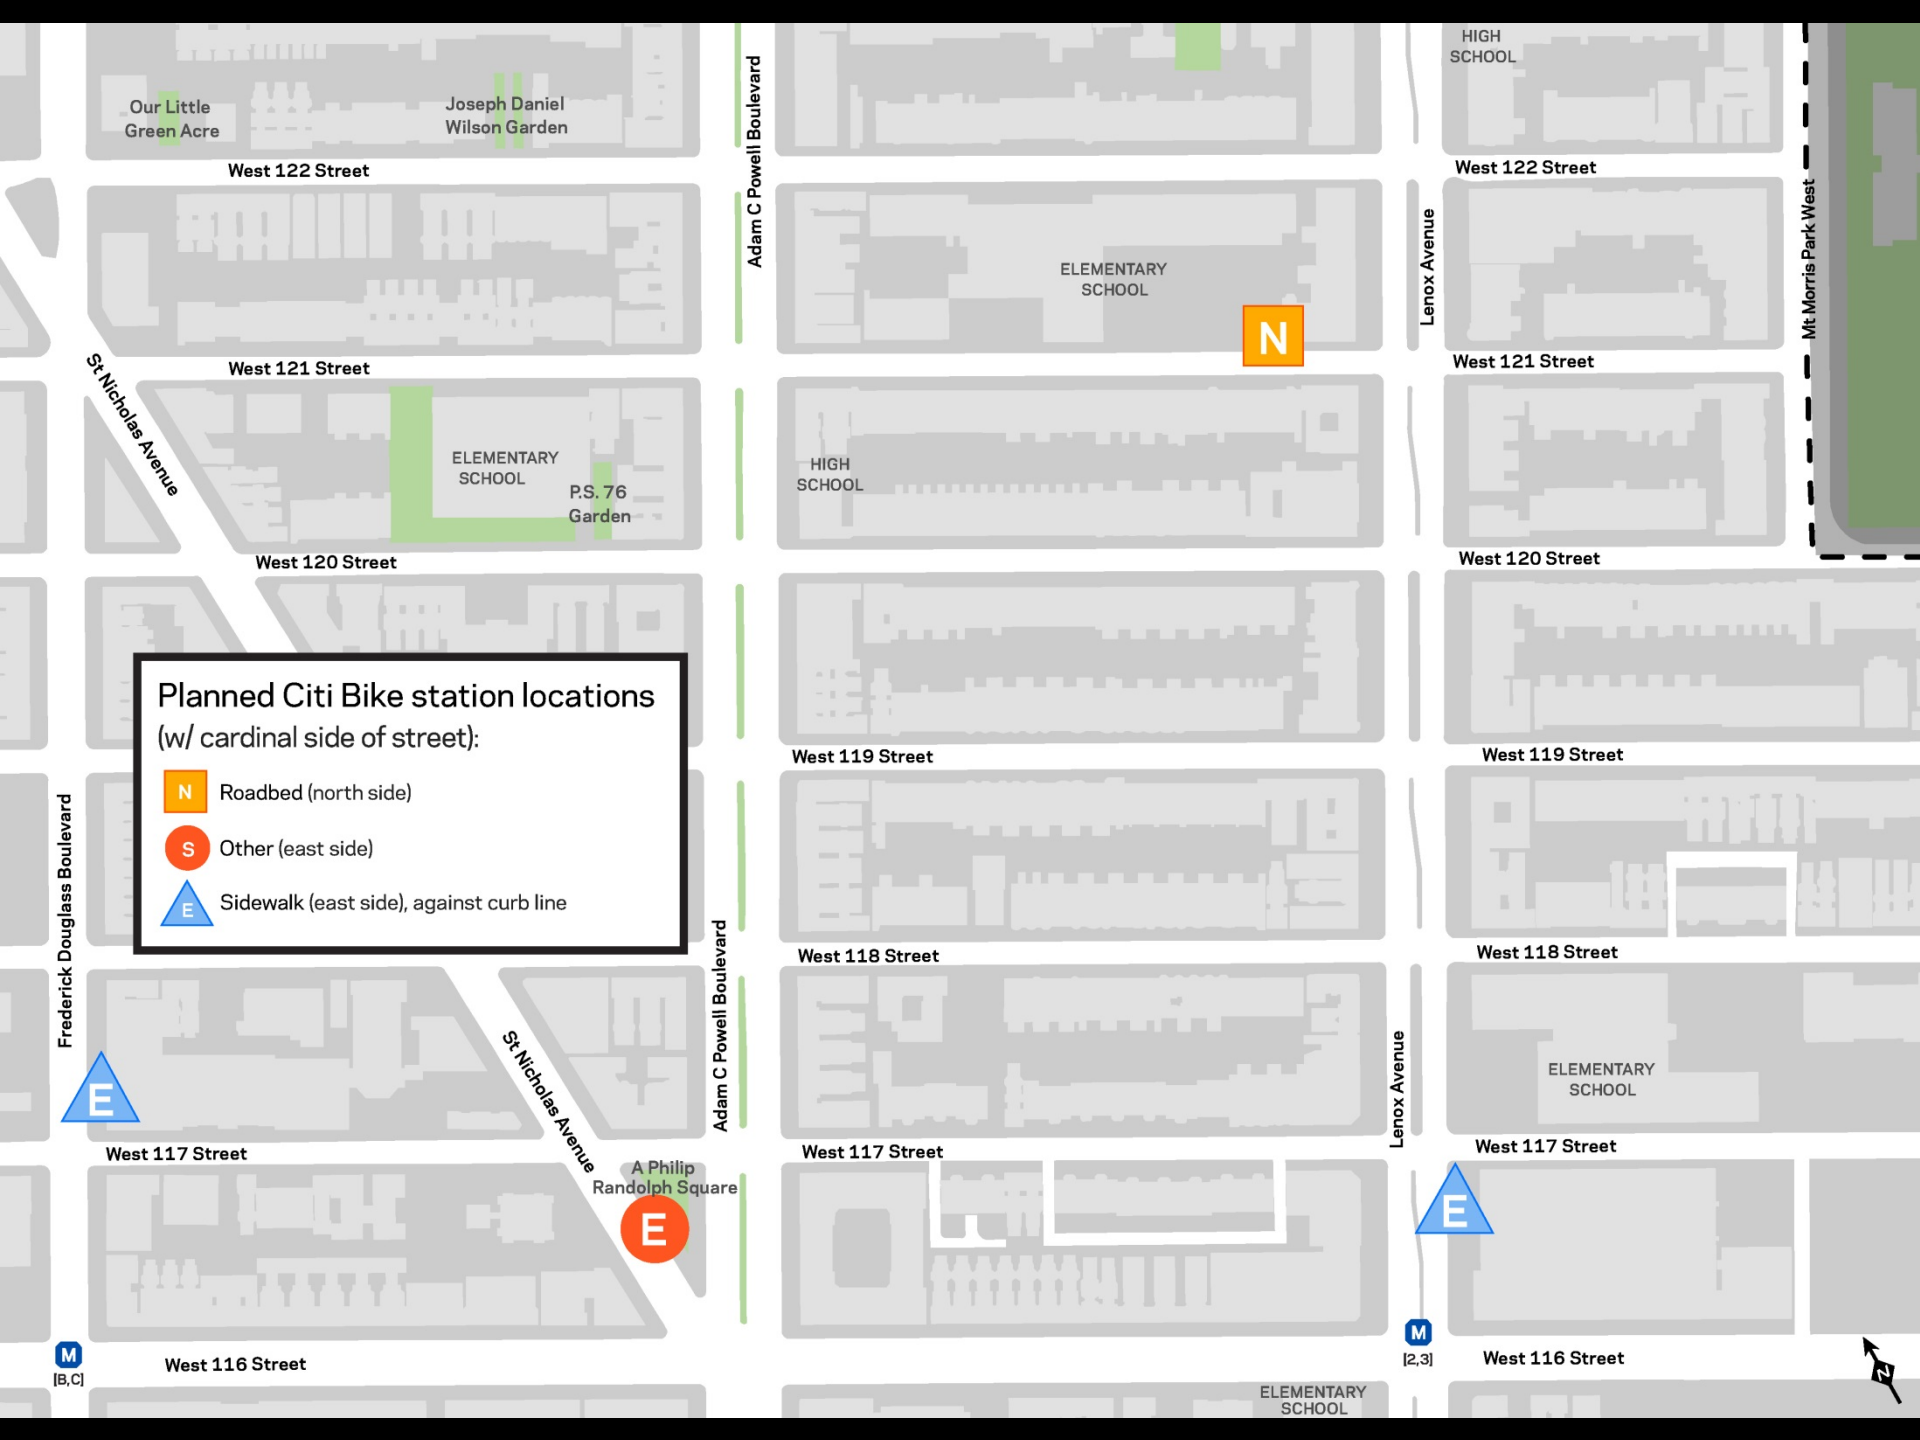 HIGH
SCHOOL
Our Little
Green Acre
Joseph Daniel
Wilson Garden
Adam C Powell Boulevard
West 122 Street
West 122 Street
Mt Morris Park West
Lenox Avenue
ELEMENTARY
SCHOOL
N
West 121 Street
West 121 Street
St Nicholas Avenue
ELEMENTARY
SCHOOL
P.S. 76
Garden
HIGH
SCHOOL
West 120 Street
West 120 Street
Planned Citi Bike station locations
(w/ cardinal side of street):
N Roadbed (north side)
S Other (east side)
E Sidewalk (east side), against curb line
West 119 Street
West 119 Street
Frederick Douglass Boulevard
Adam C Powell Boulevard
West 118 Street
West 118 Street
St Nicholas Avenue
Lenox Avenue
ELEMENTARY
SCHOOL
E
West 117 Street
West 117 Street
West 117 Street
A Philip
Randolph Square
E
E
M
[B,C]
West 116 Street
M
[2,3]
West 116 Street
N
ELEMENTARY
SCHOOL